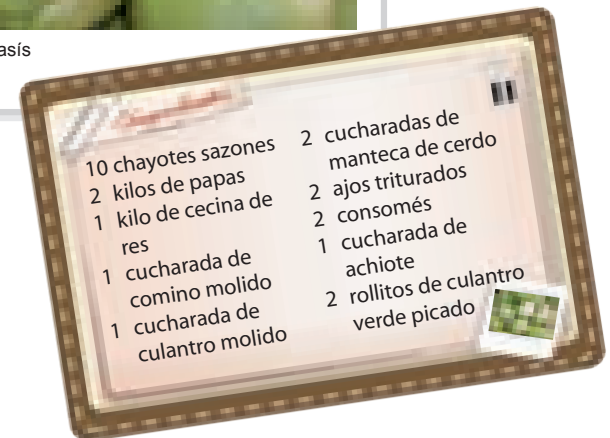 asís
10 chayotes sazones
2 kilos de papas
1 kilo de cecina de
res
1 cucharada de
comino molido
1 cucharada de
culantro molido
2 cucharadas de
manteca de cerdo
2 ajos triturados
2 consomés
1 cucharada de
achiote
2 rollitos de culantro
verde picado